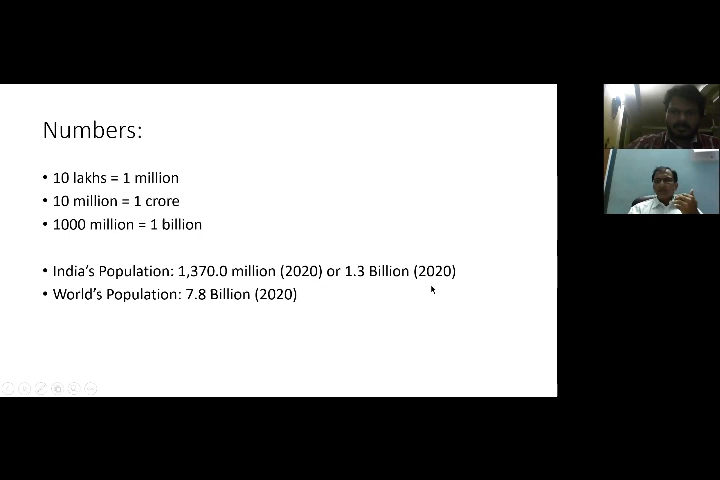 Numbers:
• 10 lakhs = 1 million
• 10 million = 1 crore
• 1000 million = 1 billion
• India's Population: 1,370.0 million (2020) or 1.3 Billion (2020)
• World's Population: 7.8 Billion (2020)